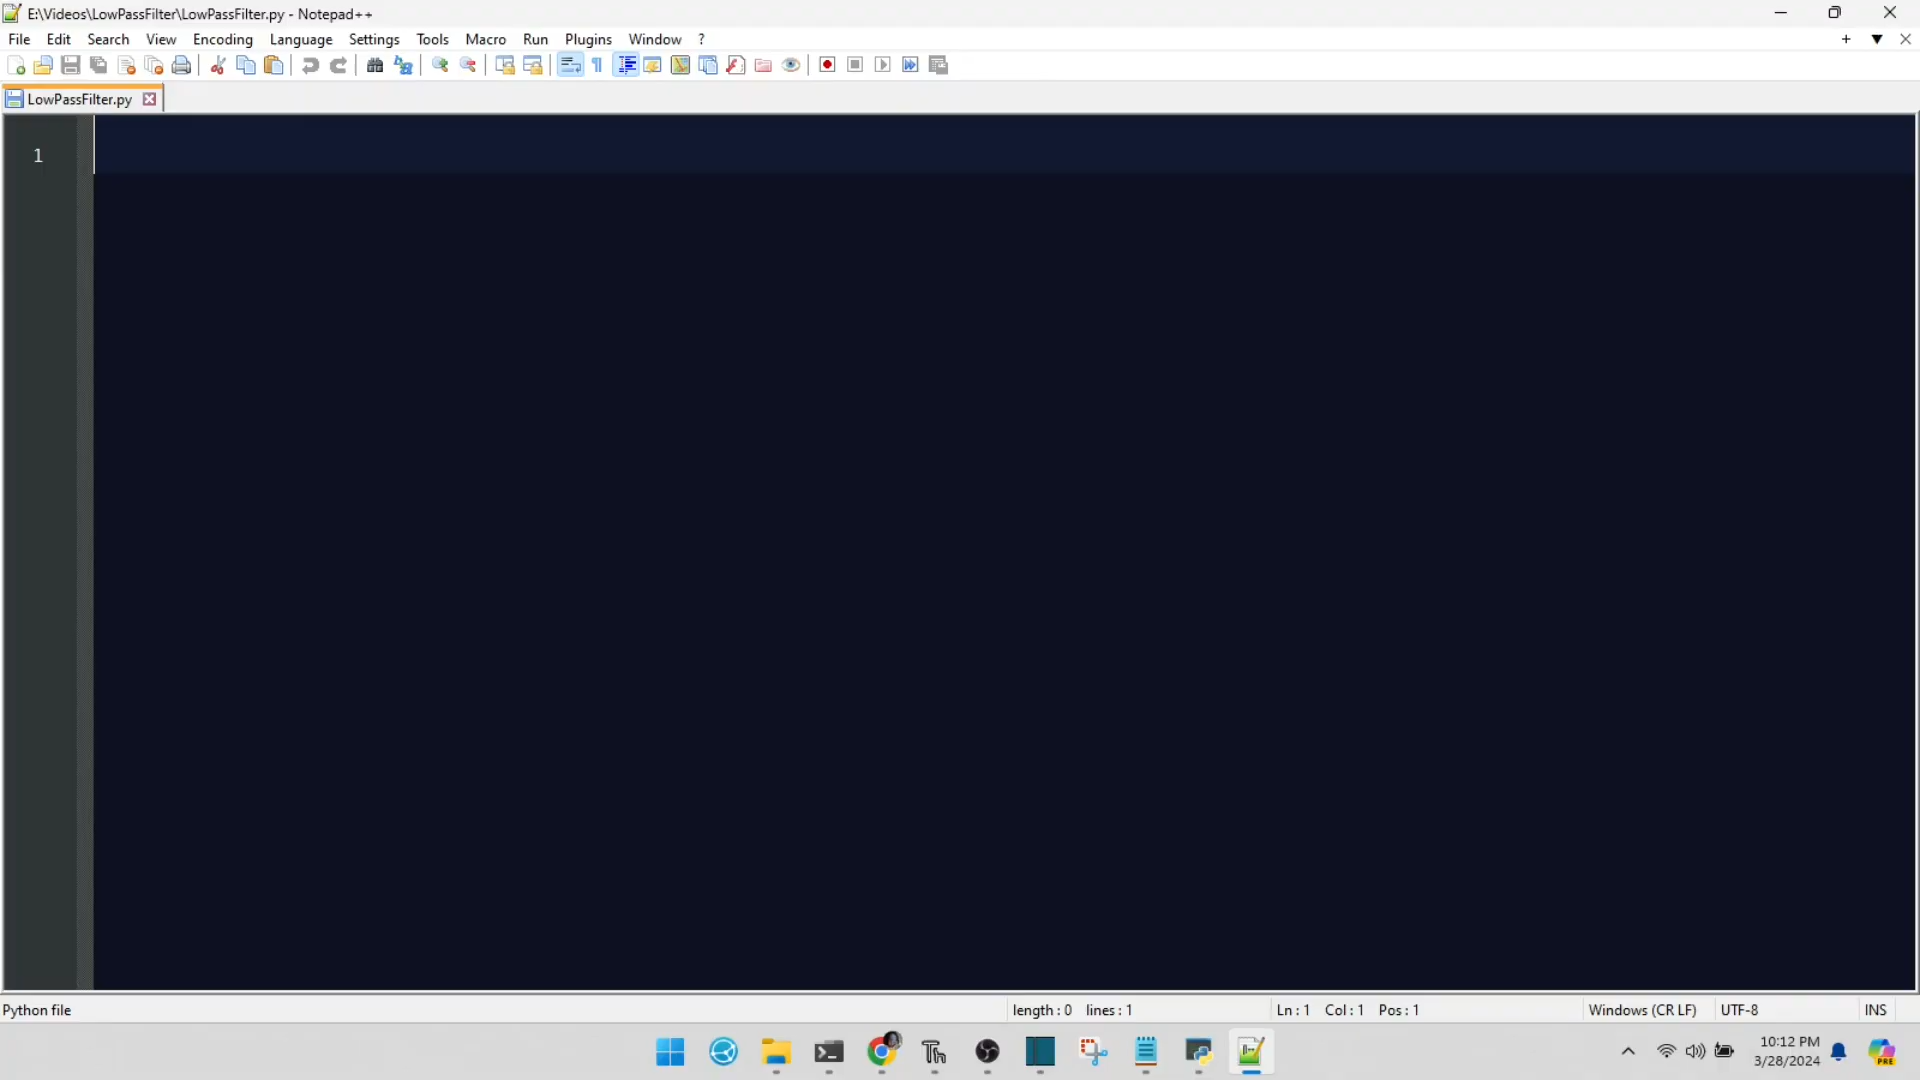 E:\Videos\LowPassFilter\LowPassFilter.py - Notepad++
File Edit Search View Encoding Language Settings Tools Macro Run Plugins Window ?
LowPassFilter.py
1
Python file length : 0 lines : 1 Ln : 1 Col : 1 Pos : 1 Windows (CR LF) UTF-8 INS
10:12 PM
3/28/2024
PRE